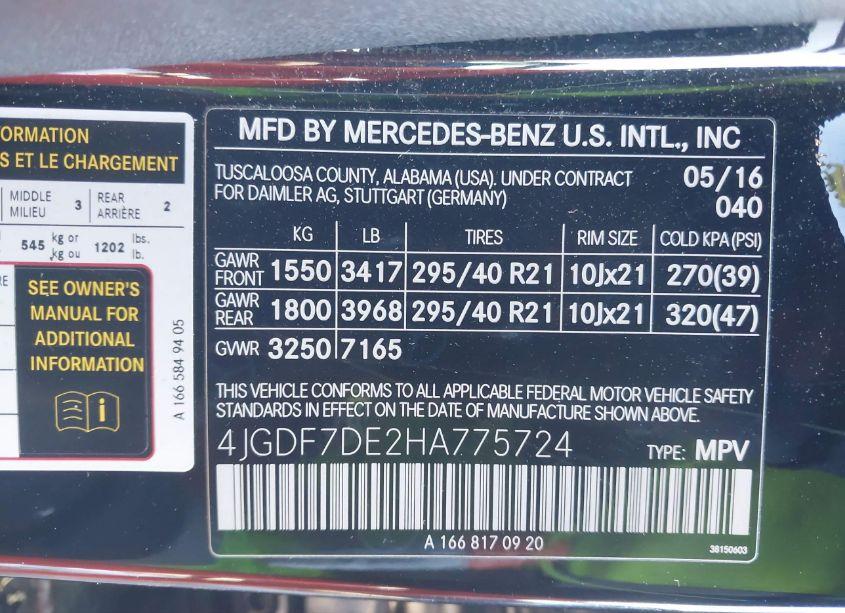 ORMATION
S ET LE CHARGEMENT
MIDDLE
MILIEU 3
REAR
ARRIÈRE 2
545 kg or
kg ou 1202 lbs.
lb.
RE
SEE OWNER'S
MANUAL FOR
ADDITIONAL
INFORMATION
A 166 584 94 05
MFD BY MERCEDES-BENZ U.S. INTL., INC
TUSCALOOSA COUNTY, ALABAMA (USA). UNDER CONTRACT
FOR DAIMLER AG, STUTTGART (GERMANY)
05/16
040
KG LB TIRES RIM SIZE COLD KPA(PSI)
GAWR
FRONT 1550 3417 295/40 R21 10Jx21 270(39)
GAWR
REAR 1800 3968 295/40 R21 10Jx21 320(47)
GVWR 3250 7165
THIS VEHICLE CONFORMS TO ALL APPLICABLE FEDERAL MOTOR VEHICLE SAFETY
STANDARDS IN EFFECT ON THE DATE OF MANUFACTURE SHOWN ABOVE.
4JGDF7DE2HA775724 TYPE: MPV
A 166 817 09 20
38150603